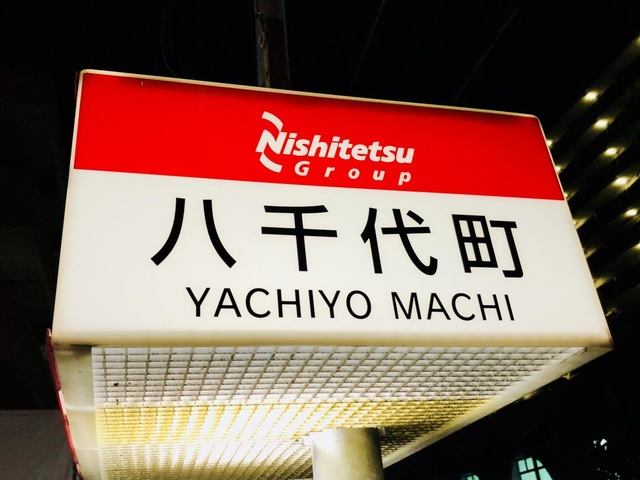 Nishitetsu
Group
八千代町
YACHIYO MACHI